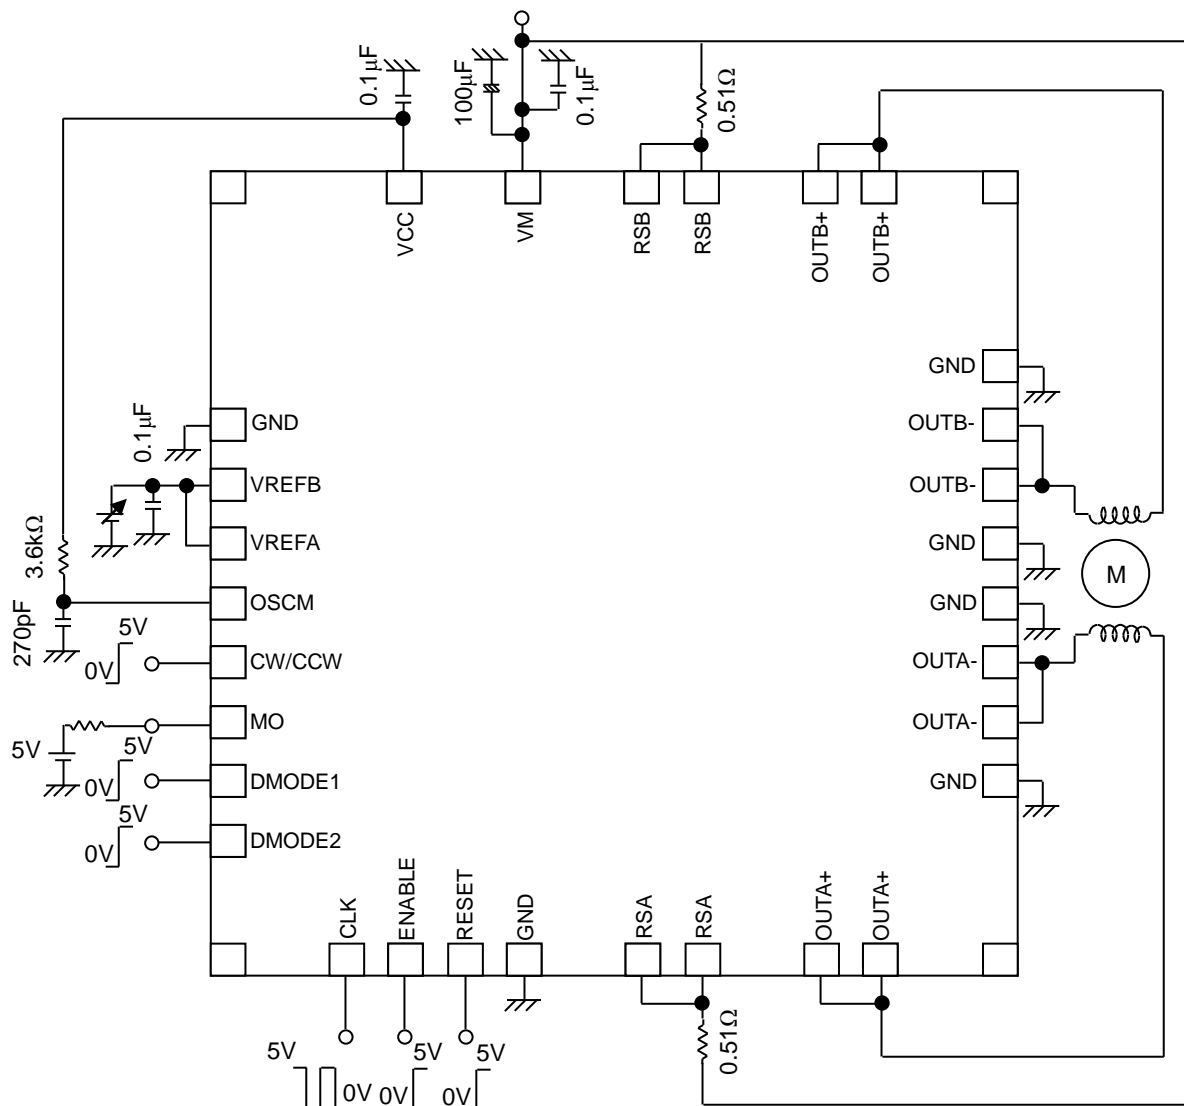 0.1μF
100μF
0.1μF
0.51Ω
VCC
VM
RSB
RSB
OUTB+
OUTB+
GND
OUTB-
OUTB-
GND
GND
OUTA-
OUTA-
GND
M
0.1μF
GND
VREFB
VREFA
3.6kΩ
OSCM
270pF
5V
0V
CW/CCW
MO
5V
5V
0V
DMODE1
5V
0V
DMODE2
CLK
ENABLE
RESET
GND
RSA
RSA
OUTA+
OUTA+
0.51Ω
5V
0V
5V
0V
5V
0V